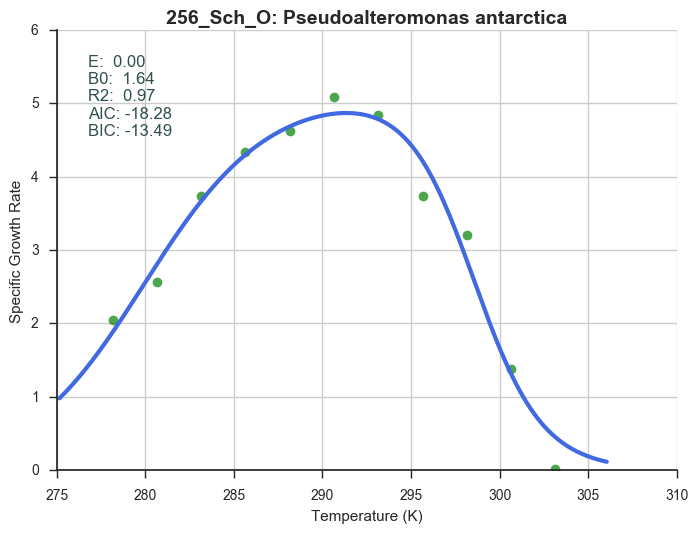 256_Sch_O: Pseudoalteromonas antarctica
E:  0.00
B0:  1.64
R2:  0.97
AIC: -18.28
BIC: -13.49
Specific Growth Rate
6
5
4
3
2
1
0
275 280 285 290 295 300 305 310
Temperature (K)